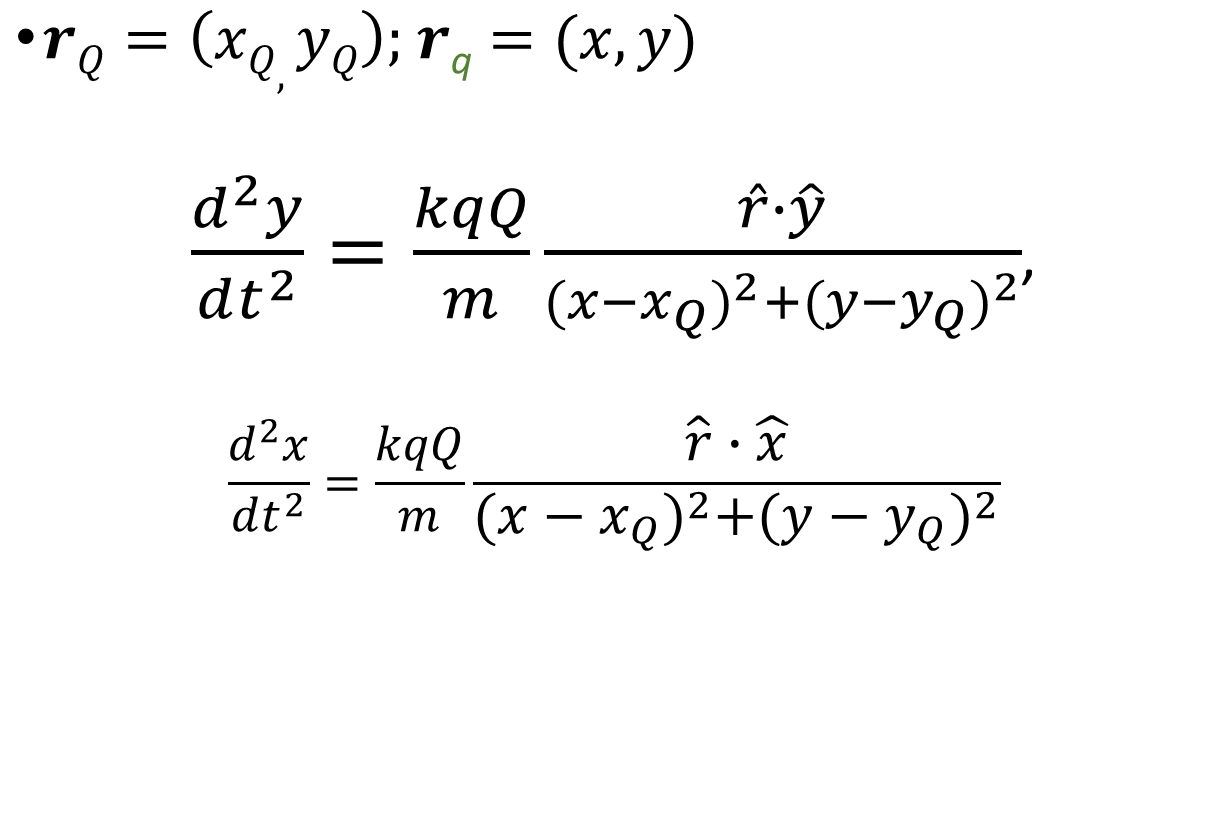 •𝒓_Q = (x_Q, y_Q); 𝒓_q = (x, y)
d²y/dt² = kqQ/m r̂·ŷ/((x−x_Q)²+(y−y_Q)²),
d²x/dt² = kqQ/m r̂ · x̂/((x − x_Q)²+(y − y_Q)²)